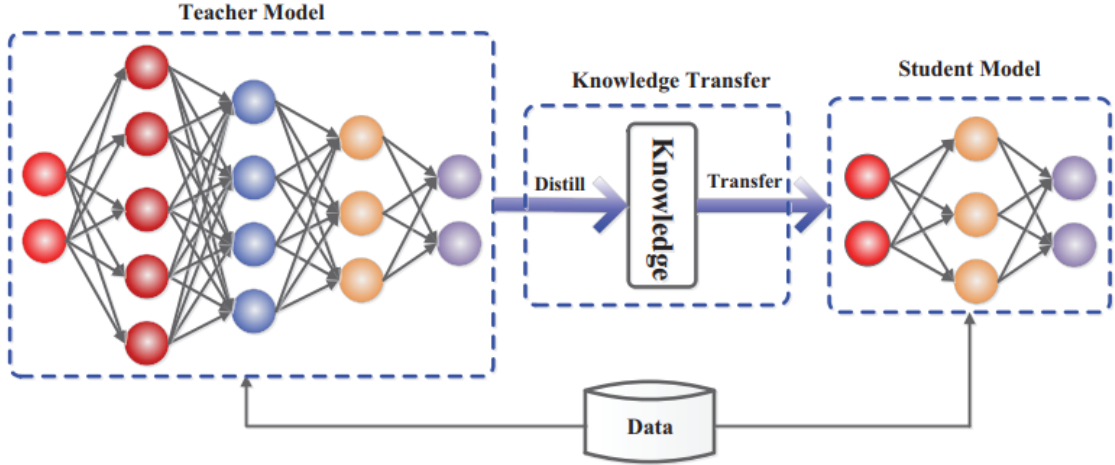 Teacher Model
Knowledge Transfer
Student Model
Distill
Knowledge
Transfer
Data